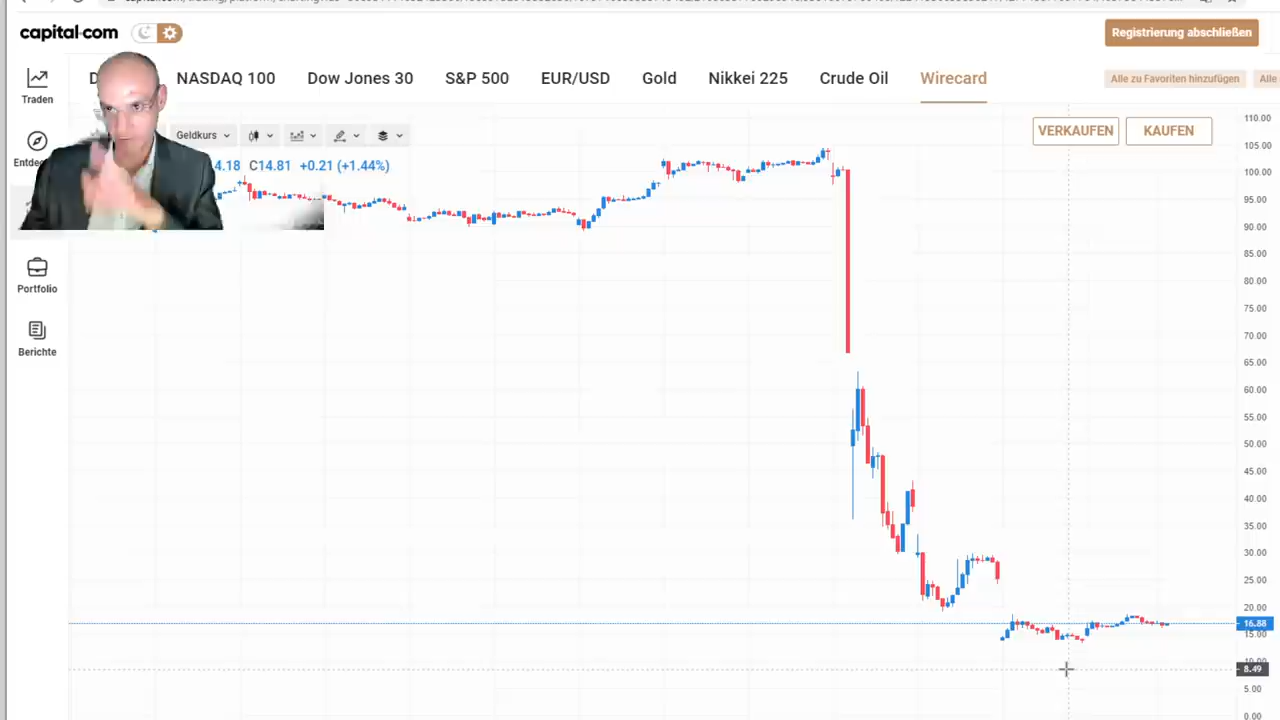 capital.com
Registrierung abschließen
NASDAQ 100 Dow Jones 30 S&P 500 EUR/USD Gold Nikkei 225 Crude Oil Wirecard
Alle zu Favoriten hinzufügen Alle
Traden
Geldkurs
VERKAUFEN KAUFEN
4.18 C14.81 +0.21 (+1.44%)
Portfolio
Berichte
110.00
105.00
100.00
95.00
90.00
85.00
80.00
75.00
70.00
65.00
60.00
55.00
50.00
45.00
40.00
35.00
30.00
25.00
20.00
16.88
15.00
8.49
5.00
0.00